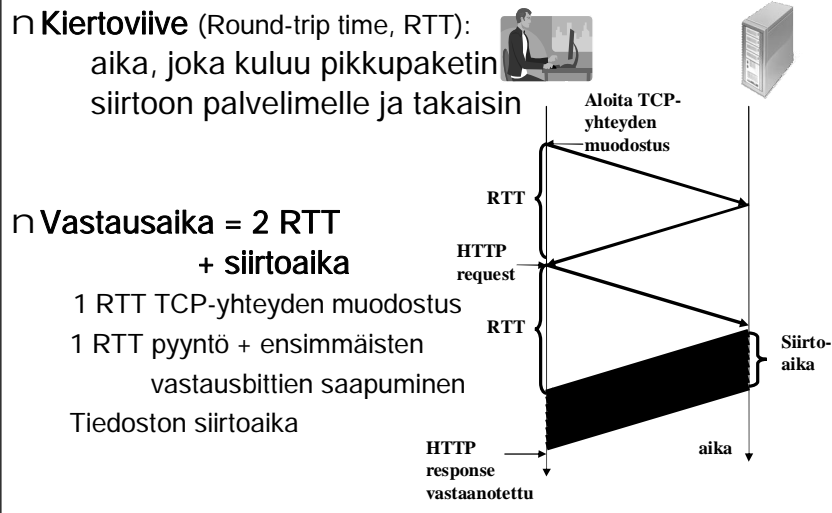 n Kiertoviive (Round-trip time, RTT):
aika, joka kuluu pikkupaketin
siirtoon palvelimelle ja takaisin
n Vastausaika = 2 RTT
+ siirtoaika
1 RTT TCP-yhteyden muodostus
1 RTT pyyntö + ensimmäisten
vastausbittien saapuminen
Tiedoston siirtoaika
Aloita TCP-
yhteyden
muodostus
RTT
HTTP
request
RTT
Siirto-
aika
HTTP
response
vastaanotettu
aika